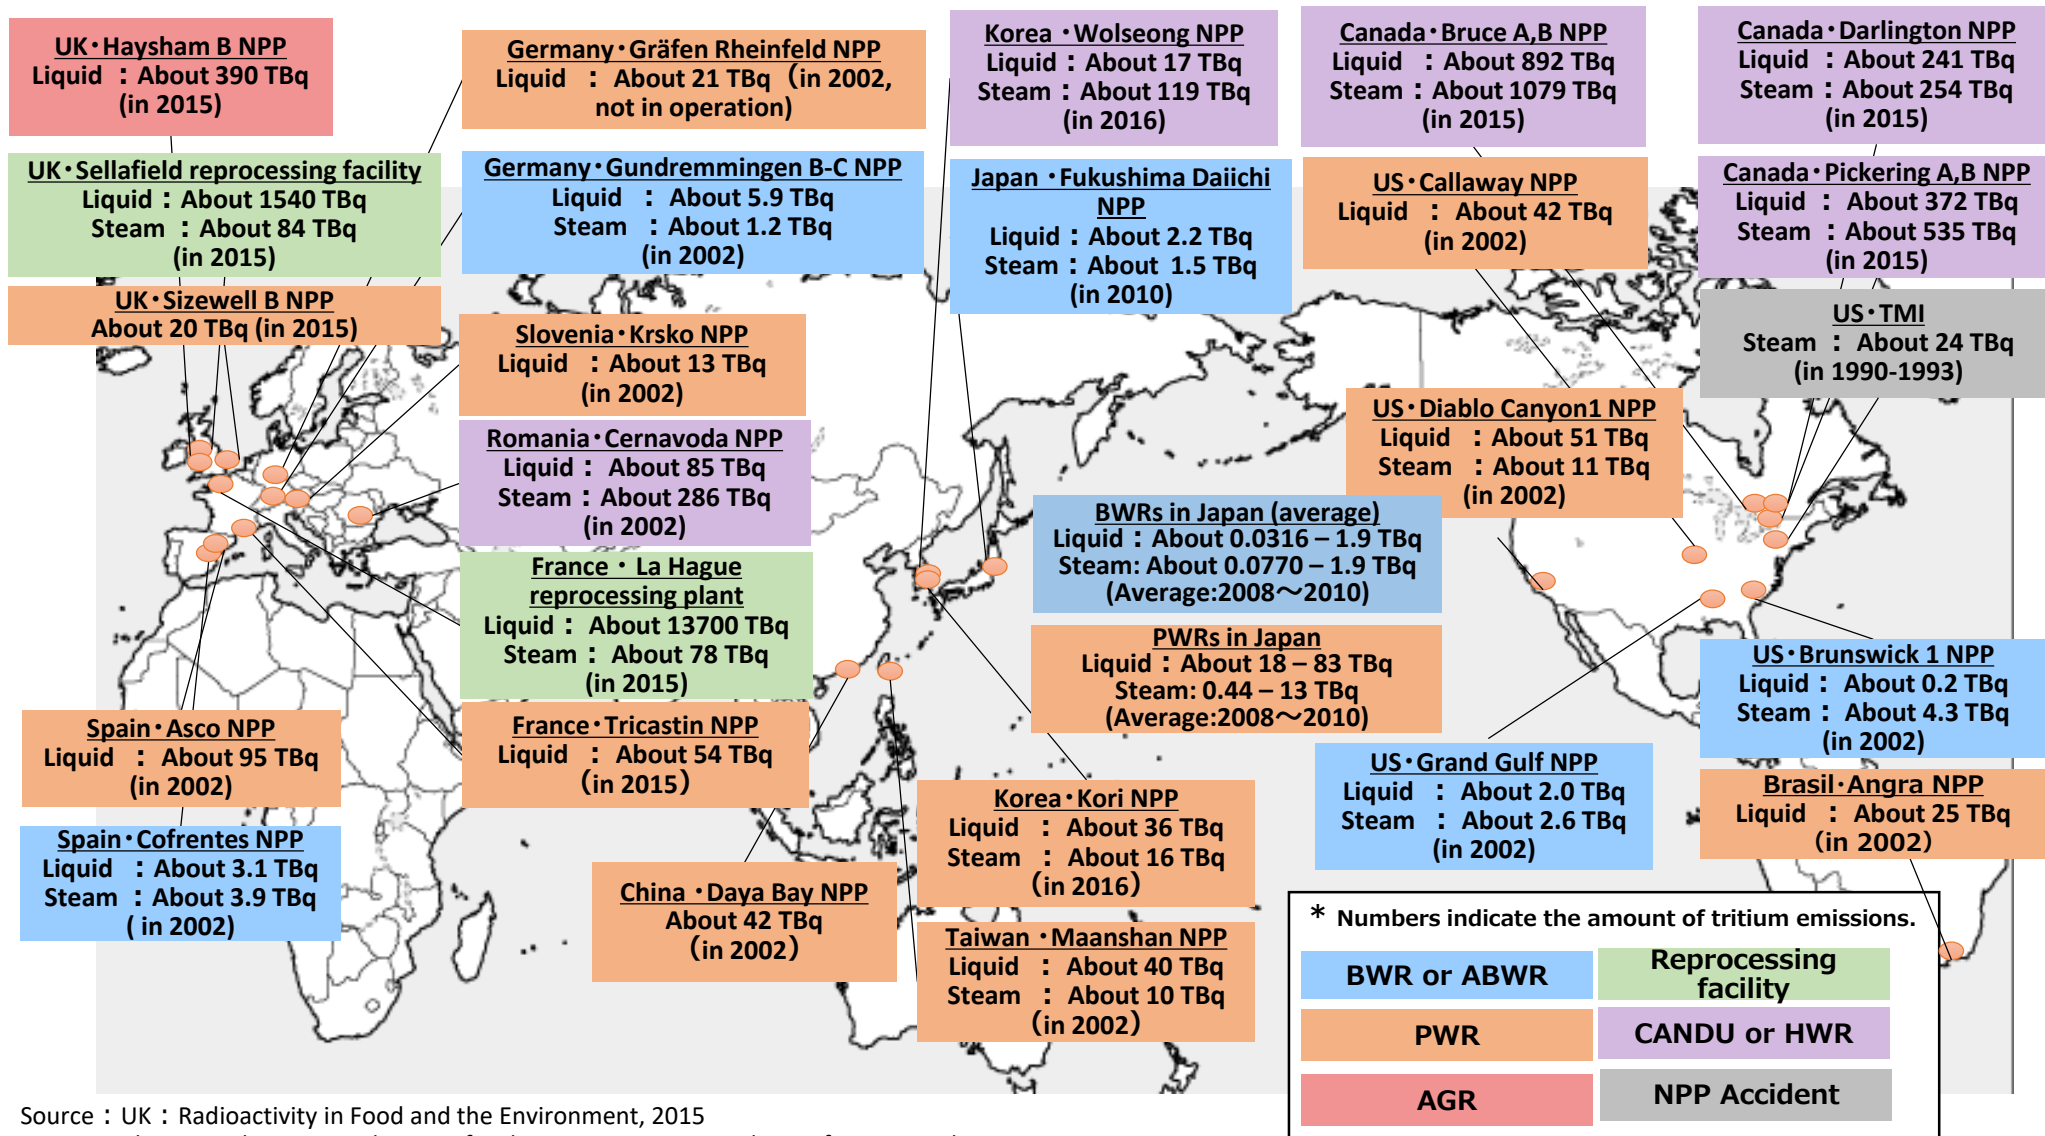 UK・Haysham B NPP
Liquid ：About 390 TBq
(in 2015)
UK・Sellafield reprocessing facility
Liquid：About 1540 TBq
Steam：About 84 TBq
(in 2015)
UK・Sizewell B NPP
About 20 TBq (in 2015)
Germany・Gräfen Rheinfeld NPP
Liquid ：About 21 TBq (in 2002,
not in operation)
Germany・Gundremmingen B-C NPP
Liquid ：About 5.9 TBq
Steam ：About 1.2 TBq
(in 2002)
Slovenia・Krsko NPP
Liquid ：About 13 TBq
(in 2002)
Romania・Cernavoda NPP
Liquid：About 85 TBq
Steam：About 286 TBq
(in 2002)
France・La Hague
reprocessing plant
Liquid：About 13700 TBq
Steam：About 78 TBq
(in 2015)
France・Tricastin NPP
Liquid ：About 54 TBq
(in 2015)
Spain・Asco NPP
Liquid ：About 95 TBq
(in 2002)
Spain・Cofrentes NPP
Liquid ：About 3.1 TBq
Steam：About 3.9 TBq
( in 2002)
Korea・Wolseong NPP
Liquid：About 17 TBq
Steam：About 119 TBq
(in 2016)
Japan・Fukushima Daiichi
NPP
Liquid：About 2.2 TBq
Steam：About 1.5 TBq
(in 2010)
Canada・Bruce A,B NPP
Liquid ：About 892 TBq
Steam：About 1079 TBq
(in 2015)
Canada・Darlington NPP
Liquid ：About 241 TBq
Steam：About 254 TBq
(in 2015)
US・Callaway NPP
Liquid ：About 42 TBq
(in 2002)
Canada・Pickering A,B NPP
Liquid ：About 372 TBq
Steam ：About 535 TBq
(in 2015)
US・TMI
Steam ：About 24 TBq
(in 1990-1993)
US・Diablo Canyon1 NPP
Liquid ：About 51 TBq
Steam ：About 11 TBq
(in 2002)
BWRs in Japan (average)
Liquid：About 0.0316 – 1.9 TBq
Steam: About 0.0770 – 1.9 TBq
(Average:2008～2010)
PWRs in Japan
Liquid：About 18 – 83 TBq
Steam: 0.44 – 13 TBq
(Average:2008～2010)
US・Brunswick 1 NPP
Liquid ：About 0.2 TBq
Steam ：About 4.3 TBq
(in 2002)
US・Grand Gulf NPP
Liquid ：About 2.0 TBq
Steam ：About 2.6 TBq
(in 2002)
Brasil・Angra NPP
Liquid ：About 25 TBq
(in 2002)
Korea・Kori NPP
Liquid ：About 36 TBq
Steam ：About 16 TBq
(in 2016)
China・Daya Bay NPP
About 42 TBq
(in 2002)
Taiwan・Maanshan NPP
Liquid ：About 40 TBq
Steam ：About 10 TBq
(in 2002)
* Numbers indicate the amount of tritium emissions.
BWR or ABWR
Reprocessing
facility
PWR
CANDU or HWR
AGR
NPP Accident
Source：UK：Radioactivity in Food and the Environment, 2015